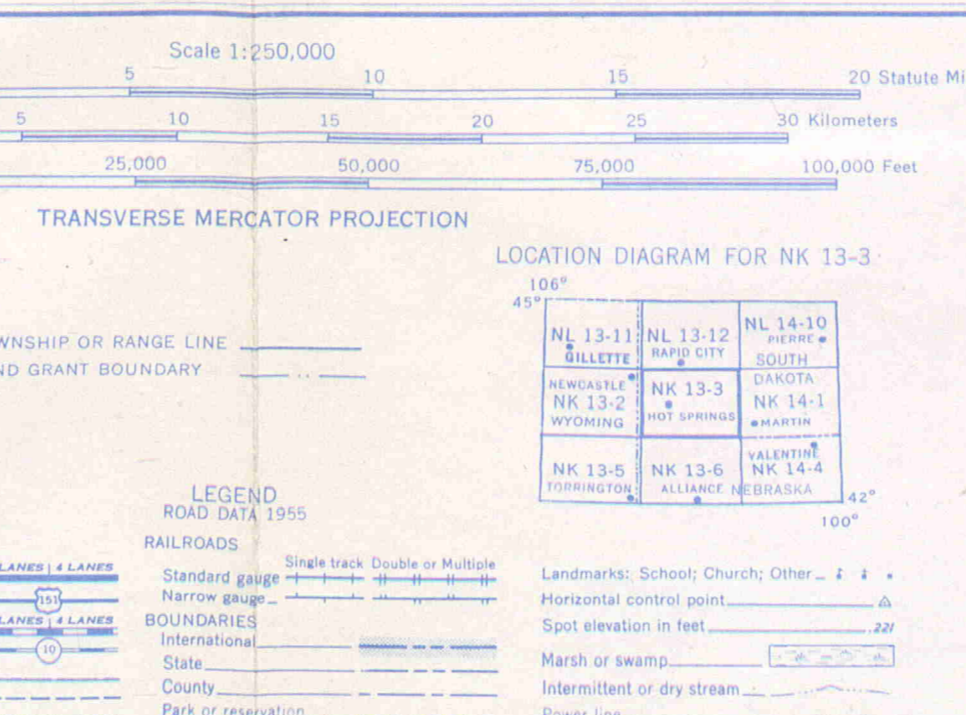 Scale 1:250,000
5 10 15 20 Statute Mi
5 10 15 20 25 30 Kilometers
25,000 50,000 75,000 100,000 Feet
TRANSVERSE MERCATOR PROJECTION
LOCATION DIAGRAM FOR NK 13-3
106°
45°
NL 13-11 NL 13-12 NL 14-10
GILLETTE RAPID CITY PIERRE
SOUTH
DAKOTA
NEWCASTLE NK 13-3
NK 13-2 NK 14-1
WYOMING HOT SPRINGS MARTIN
VALENTINE
NK 13-5 NK 13-6 NK 14-4
TORRINGTON ALLIANCE NEBRASKA
42°
100°
WNSHIP OR RANGE LINE
ND GRANT BOUNDARY
LEGEND
ROAD DATA 1955
LANES | 4 LANES
151
LANES | 4 LANES
10
RAILROADS
Single track Double or Multiple
Standard gauge
Narrow gauge
BOUNDARIES
International
State
County
Park or reservation
Landmarks: School; Church; Other
Horizontal control point
Spot elevation in feet 221
Marsh or swamp
Intermittent or dry stream
Power line